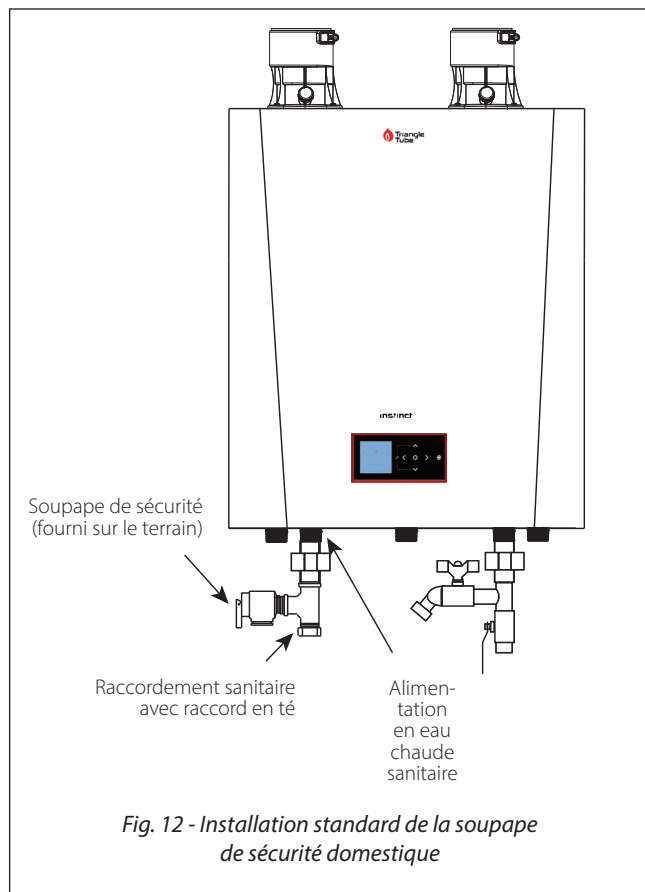 Triangle
Tube
instinct
Soupape de sécurité
(fourni sur le terrain)
Raccordement sanitaire
avec raccord en té
Alimen-
tation
en eau
chaude
sanitaire
Fig. 12 - Installation standard de la soupape
de sécurité domestique